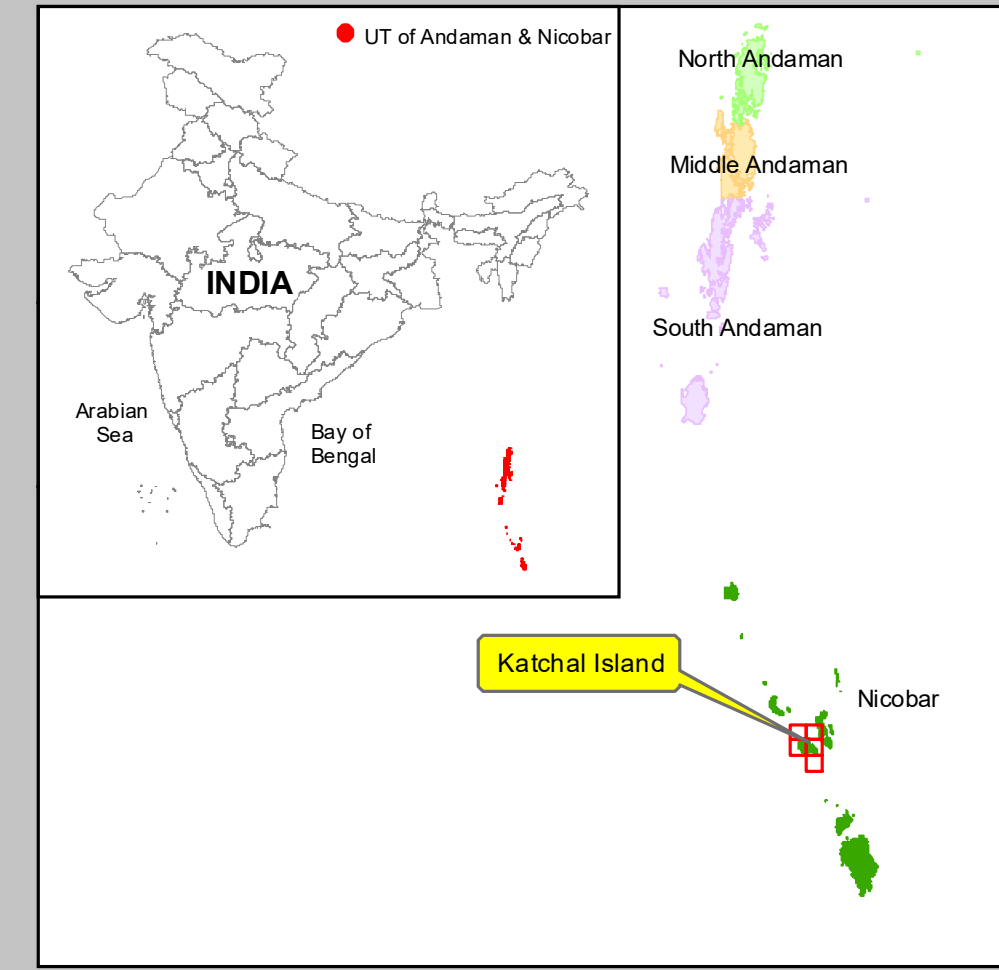 UT of Andaman & Nicobar
INDIA
Arabian
Sea
Bay of
Bengal
North Andaman
Middle Andaman
South Andaman
Katchal Island
Nicobar